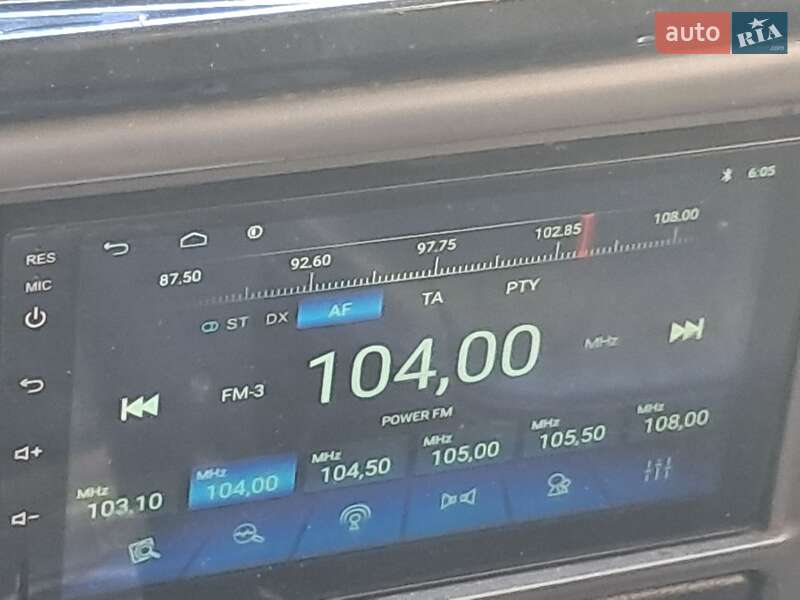 auto RIA .com
6:05
RES
MIC
87.50 92.60 97.75 102.85 108.00
ST DX AF TA PTY
FM-3 104,00 MHz
POWER FM
MHz MHz MHz MHz MHz MHz
103,10 104,00 104,50 105,00 105,50 108,00